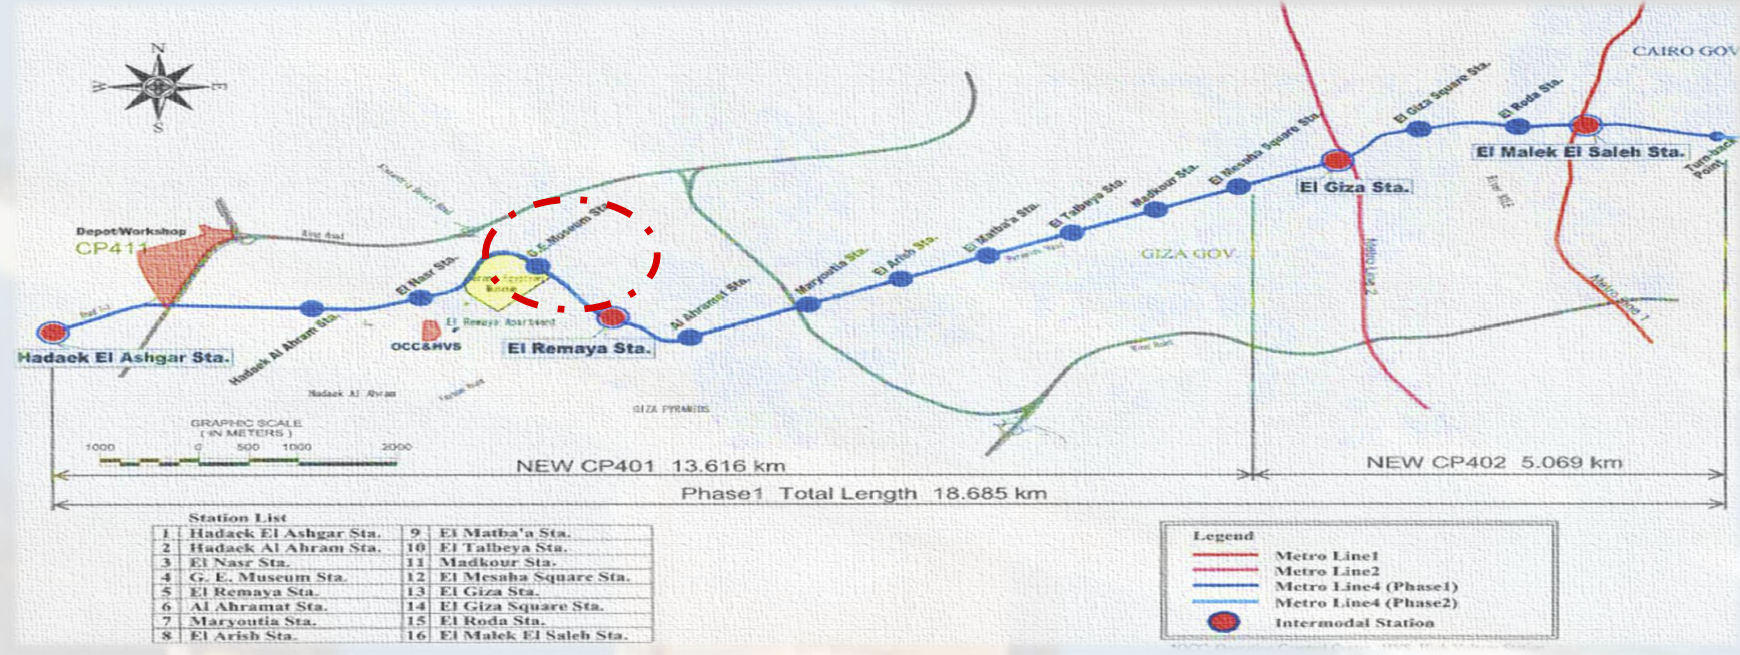 CAIRO GOV
N
W
E
S
El Giza Square Sta.
El Roda Sta.
El Malek El Saleh Sta.
Turn-back
Point
El Mesaha Square Sta.
El Giza Sta.
Madkour Sta.
El Talbeya Sta.
El Matba'a Sta.
El Arish Sta.
Maryoutia Sta.
Al Ahramat Sta.
G.E.Museum Sta.
El Nasr Sta.
Depot/Workshop
CP411
Ring Road
GIZA GOV.
Metro Line 2
Metro Line 1
El Remaya Apartment
OCC&HVS
El Remaya Sta.
Hadaek El Ashgar Sta.
Hadaek Al Ahram Sta.
Hadaek Al Ahram
GIZA PYRAMIDS
GRAPHIC SCALE
( IN METERS )
1000 0 500 1000 2000
NEW CP401 13.616 km
NEW CP402 5.069 km
Phase1 Total Length 18.685 km
Station List
1 Hadaek El Ashgar Sta. 9 El Matba'a Sta.
2 Hadaek Al Ahram Sta. 10 El Talbeya Sta.
3 El Nasr Sta. 11 Madkour Sta.
4 G. E. Museum Sta. 12 El Mesaha Square Sta.
5 El Remaya Sta. 13 El Giza Sta.
6 Al Ahramat Sta. 14 El Giza Square Sta.
7 Maryoutia Sta. 15 El Roda Sta.
8 El Arish Sta. 16 El Malek El Saleh Sta.
Legend
Metro Line1
Metro Line2
Metro Line4 (Phase1)
Metro Line4 (Phase2)
Intermodal Station